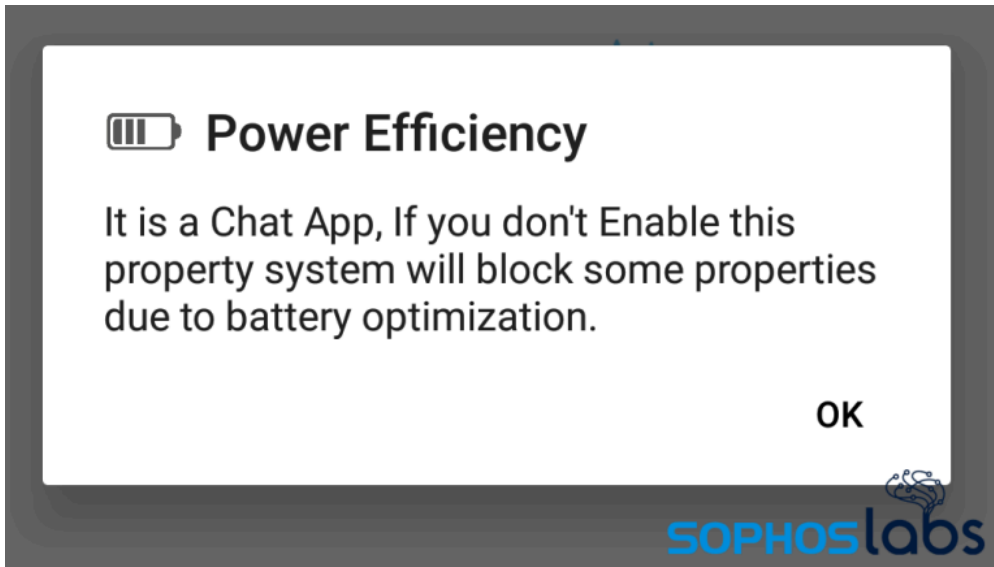 Power Efficiency
It is a Chat App, If you don't Enable this
property system will block some properties
due to battery optimization.
OK
SOPHOSlabs